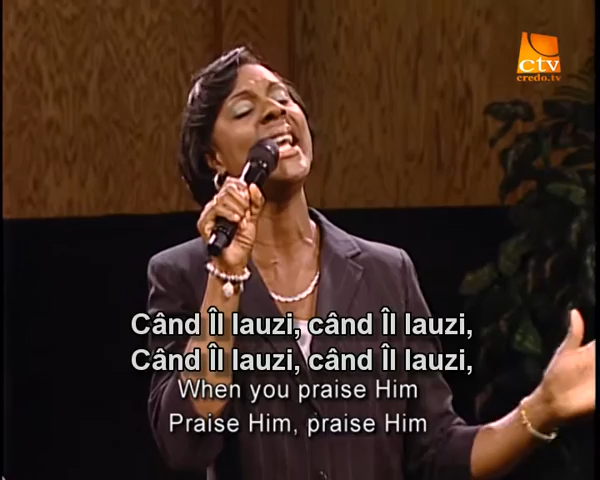 ctv
credo.tv
Când Îl lauzi, când Îl lauzi,
Când Îl lauzi, când Îl lauzi,
When you praise Him
Praise Him, praise Him